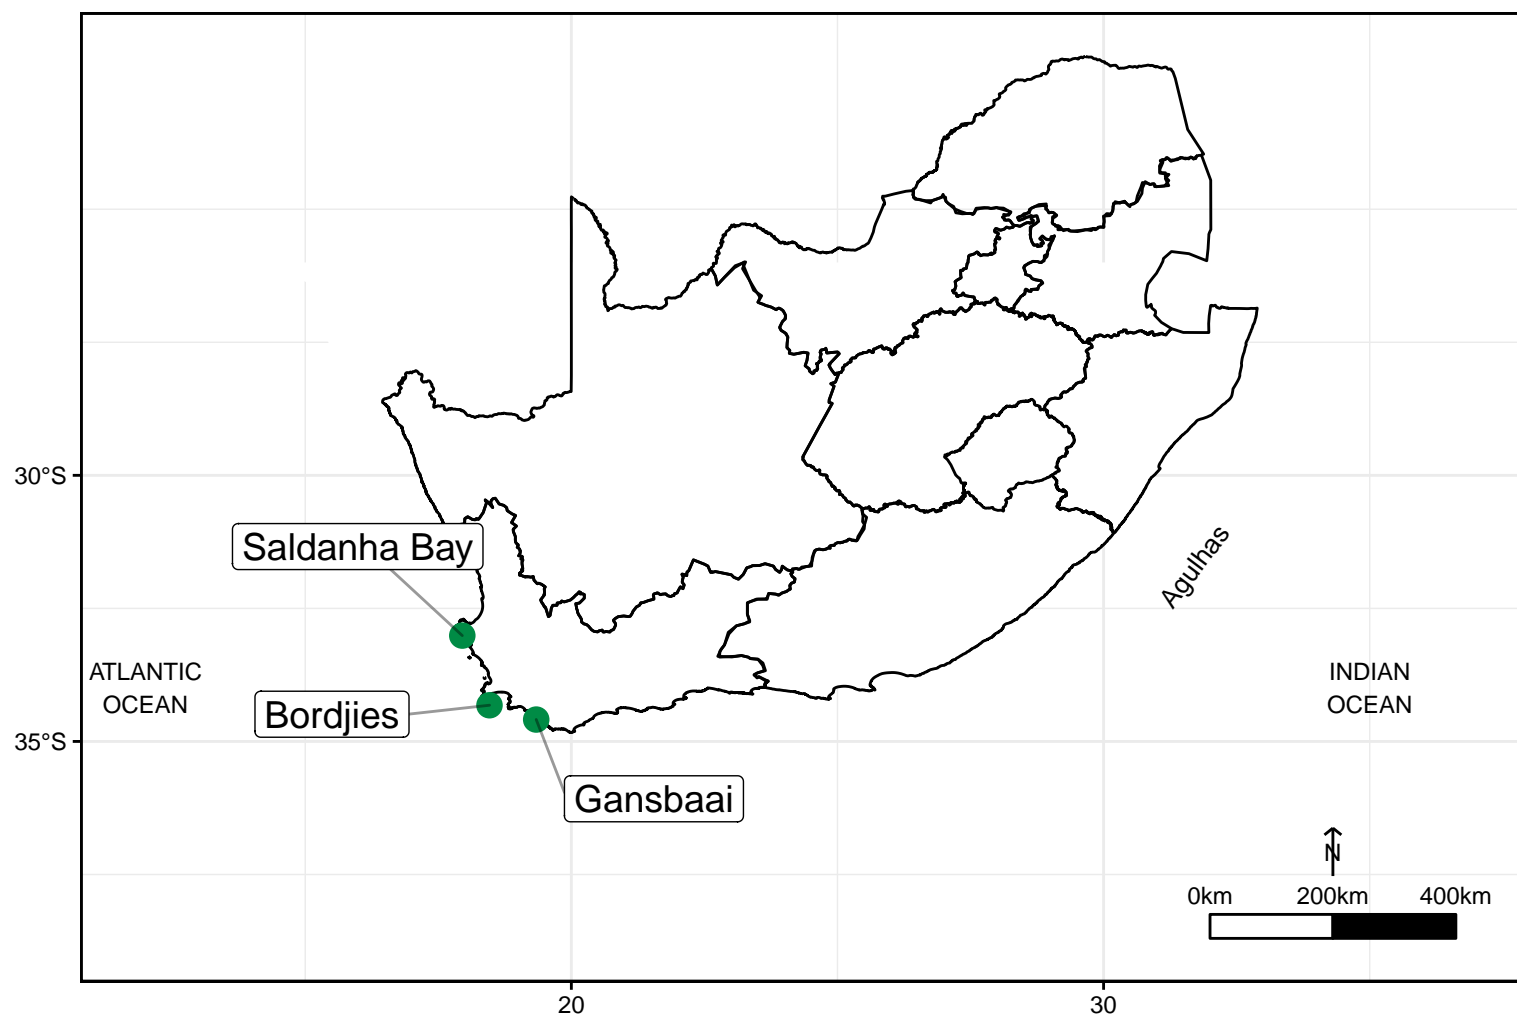 30°S
Saldanha Bay
Agulhas
ATLANTIC
OCEAN
INDIAN
OCEAN
Bordjies
35°S
Gansbaai
N
0km 200km 400km
20 30